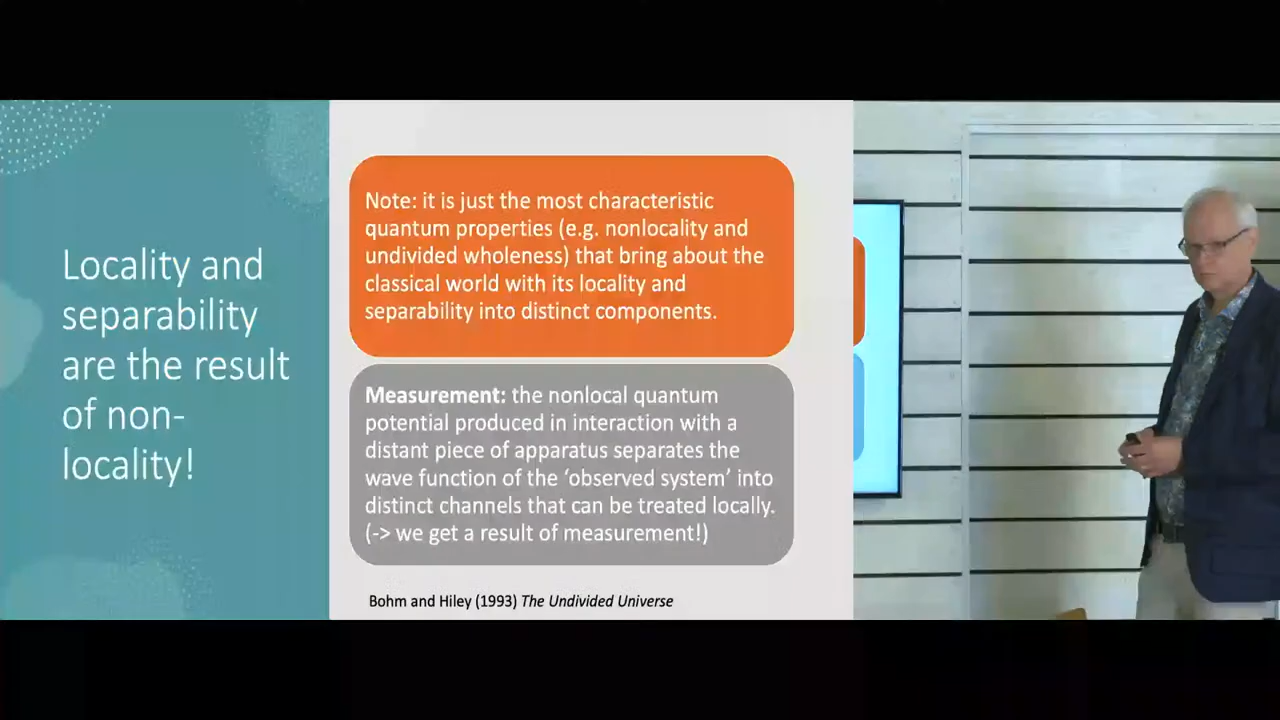 Locality and
separability
are the result
of non-
locality!
Note: it is just the most characteristic
quantum properties (e.g. nonlocality and
undivided wholeness) that bring about the
classical world with its locality and
separability into distinct components.
Measurement: the nonlocal quantum
potential produced in interaction with a
distant piece of apparatus separates the
wave function of the ‘observed system’ into
distinct channels that can be treated locally.
(-> we get a result of measurement!)
Bohm and Hiley (1993) The Undivided Universe